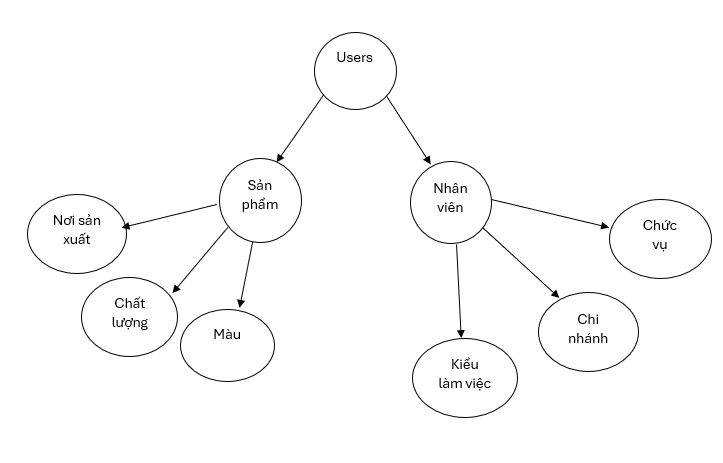 Users
Sản
phẩm
Nhân
viên
Nơi sản
xuất
Chất
lượng
Màu
Kiểu
làm việc
Chi
nhánh
Chức
vụ